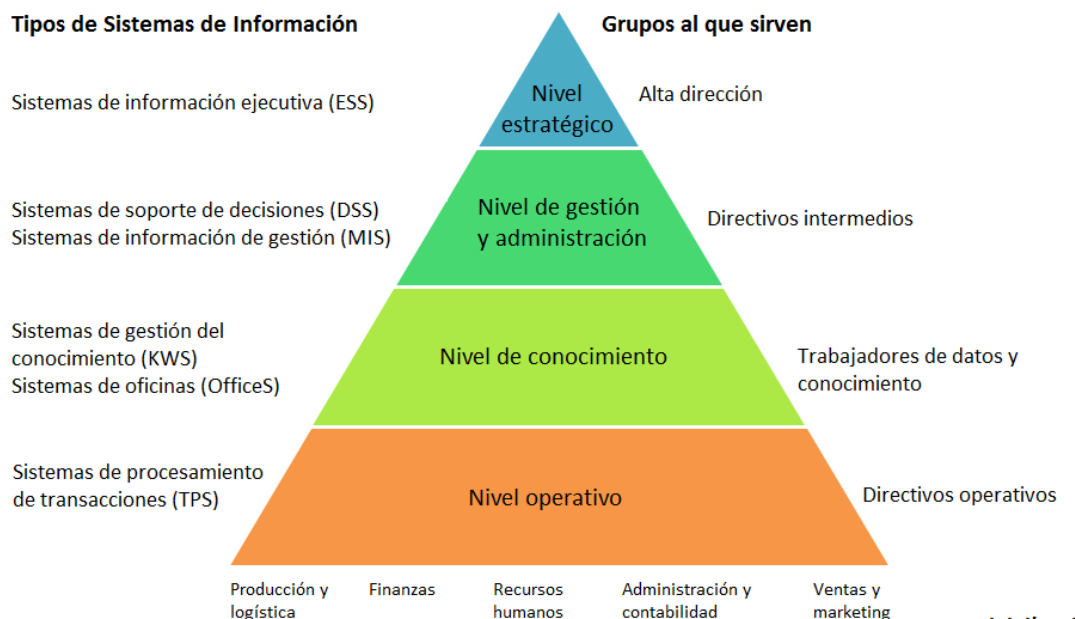 Tipos de Sistemas de Información
Grupos al que sirven
Sistemas de información ejecutiva (ESS)
Nivel
estratégico
Alta dirección
Sistemas de soporte de decisiones (DSS)
Sistemas de información de gestión (MIS)
Nivel de gestión
y administración
Directivos intermedios
Sistemas de gestión del
conocimiento (KWS)
Sistemas de oficinas (OfficeS)
Nivel de conocimiento
Trabajadores de datos y
conocimiento
Sistemas de procesamiento
de transacciones (TPS)
Nivel operativo
Directivos operativos
Producción y
logística
Finanzas
Recursos
humanos
Administración y
contabilidad
Ventas y
marketing